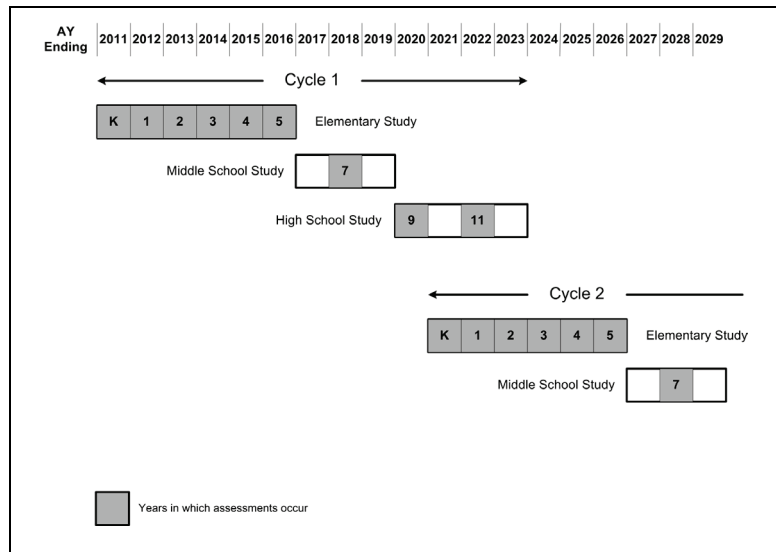 AY Ending
2011 2012 2013 2014 2015 2016 2017 2018 2019 2020 2021 2022 2023 2024 2025 2026 2027 2028 2029
Cycle 1
K 1 2 3 4 5 Elementary Study
Middle School Study 7
High School Study 9 11
Cycle 2
K 1 2 3 4 5 Elementary Study
Middle School Study 7
Years in which assessments occur